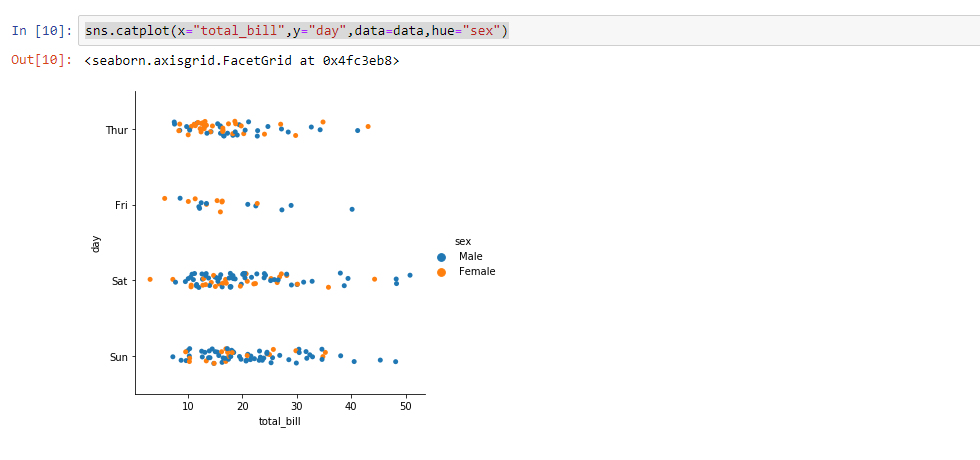 In [10]: sns.catplot(x="total_bill",y="day",data=data,hue="sex")
Out[10]: <seaborn.axisgrid.FacetGrid at 0x4fc3eb8>
Thur
Fri
Sat
Sun
day
sex
Male
Female
10 20 30 40 50
total_bill